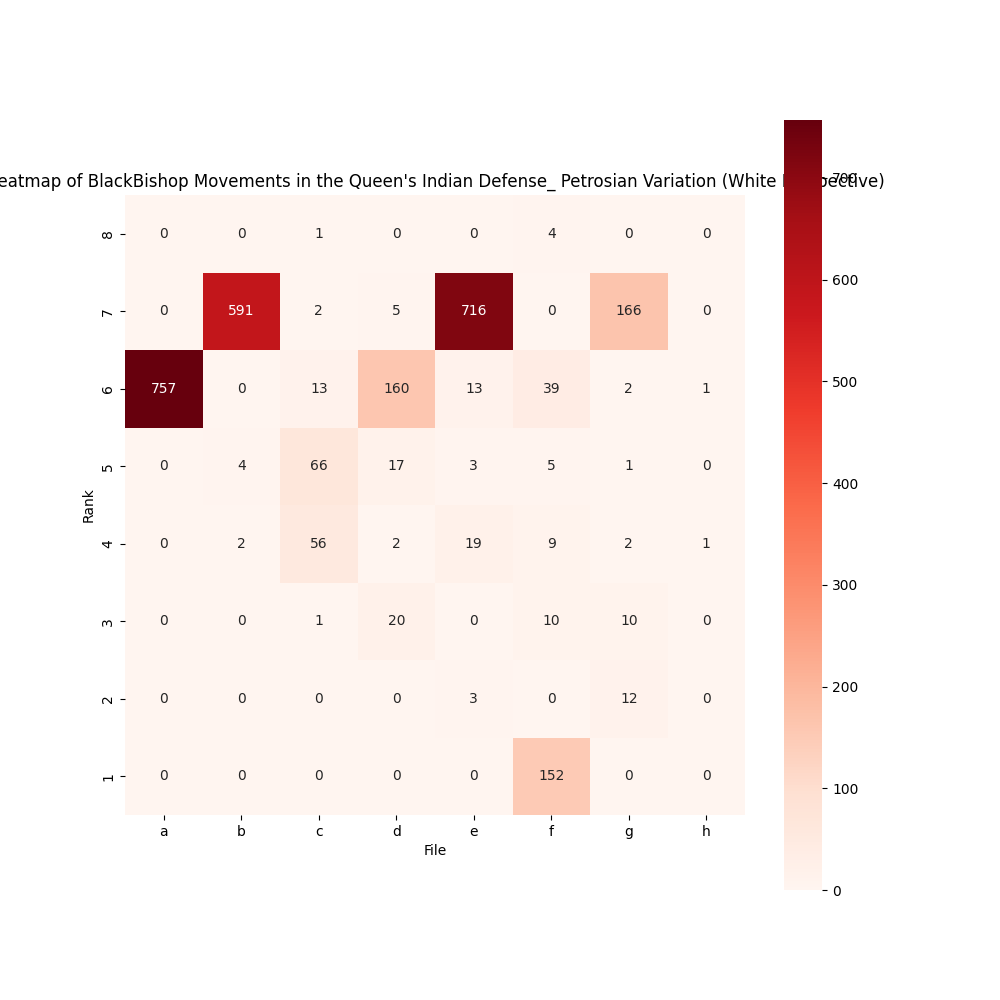 eatmap of BlackBishop Movements in the Queen's Indian Defense_ Petrosian Variation (White
8 0 0 1 0 0 4 0 0
7 0 591 2 5 716 0 166 0
6 757 0 13 160 13 39 2 1
5 0 4 66 17 3 5 1 0
4 0 2 56 2 19 9 2 1
3 0 0 1 20 0 10 10 0
2 0 0 0 0 3 0 12 0
1 0 0 0 0 0 152 0 0
a b c d e f g h
File
Rank
700
600
500
400
300
200
100
0